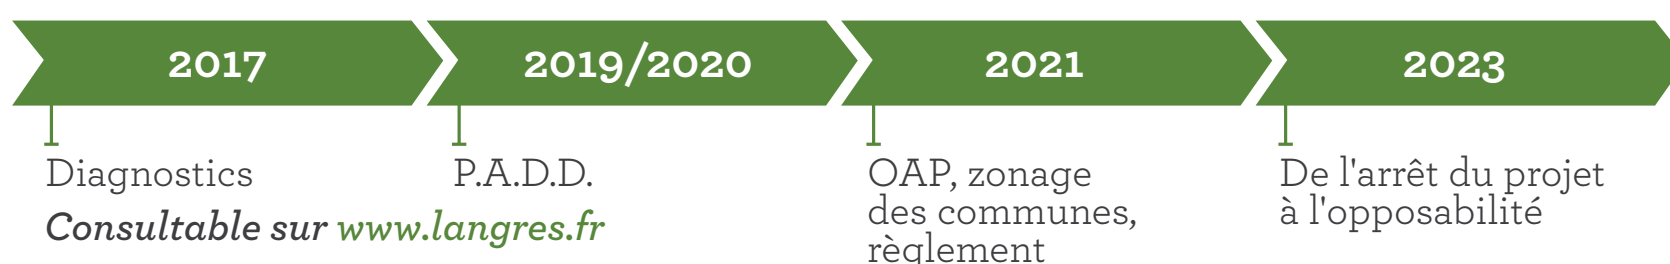 2017
2019/2020
2021
2023
Diagnostics
P.A.D.D.
Consultable sur www.langres.fr
OAP, zonage
des communes,
règlement
De l'arrêt du projet
à l'opposabilité